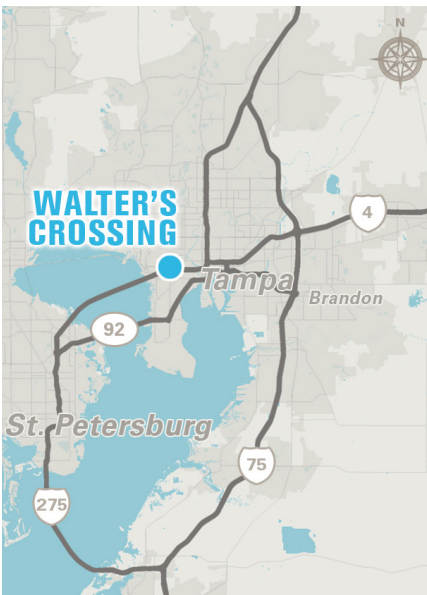 N
WALTER'S
CROSSING
4
Tampa
Brandon
92
St. Petersburg
75
275